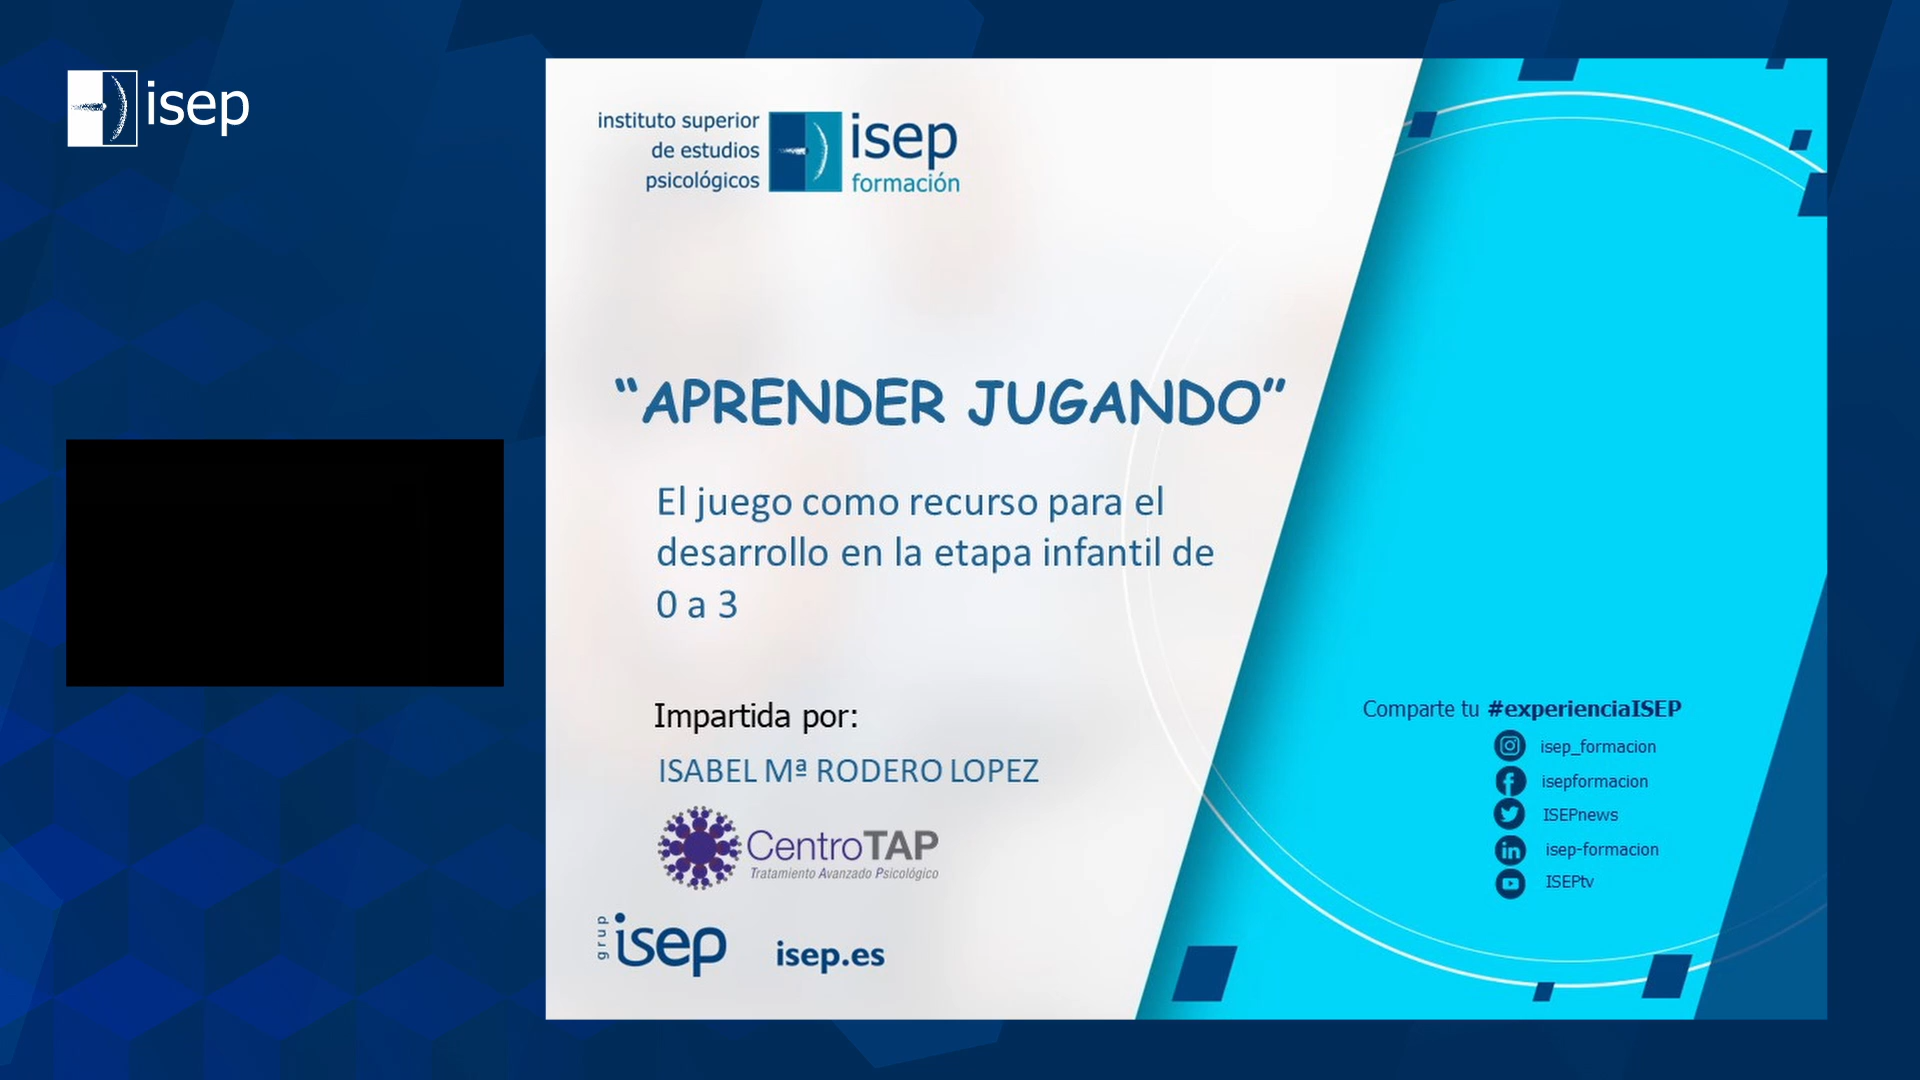 isep
instituto superior
de estudios
psicológicos
isep
formación
“APRENDER JUGANDO”
El juego como recurso para el
desarrollo en la etapa infantil de
0 a 3
Impartida por:
ISABEL Mª RODERO LOPEZ
CentroTAP
Tratamiento Avanzado Psicológico
grup
isep
isep.es
Comparte tu #experienciaISEP
isep_formacion
isepformacion
ISEPnews
isep-formacion
ISEPtv